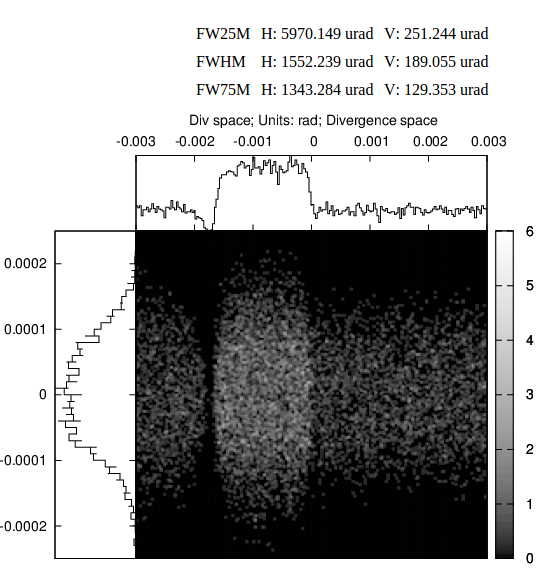 FW25M H: 5970.149 urad V: 251.244 urad
FWHM H: 1552.239 urad V: 189.055 urad
FW75M H: 1343.284 urad V: 129.353 urad
Div space; Units: rad; Divergence space
-0.003 -0.002 -0.001 0 0.001 0.002 0.003
0.0002
0.0001
0
-0.0001
-0.0002
6
5
4
3
2
1
0